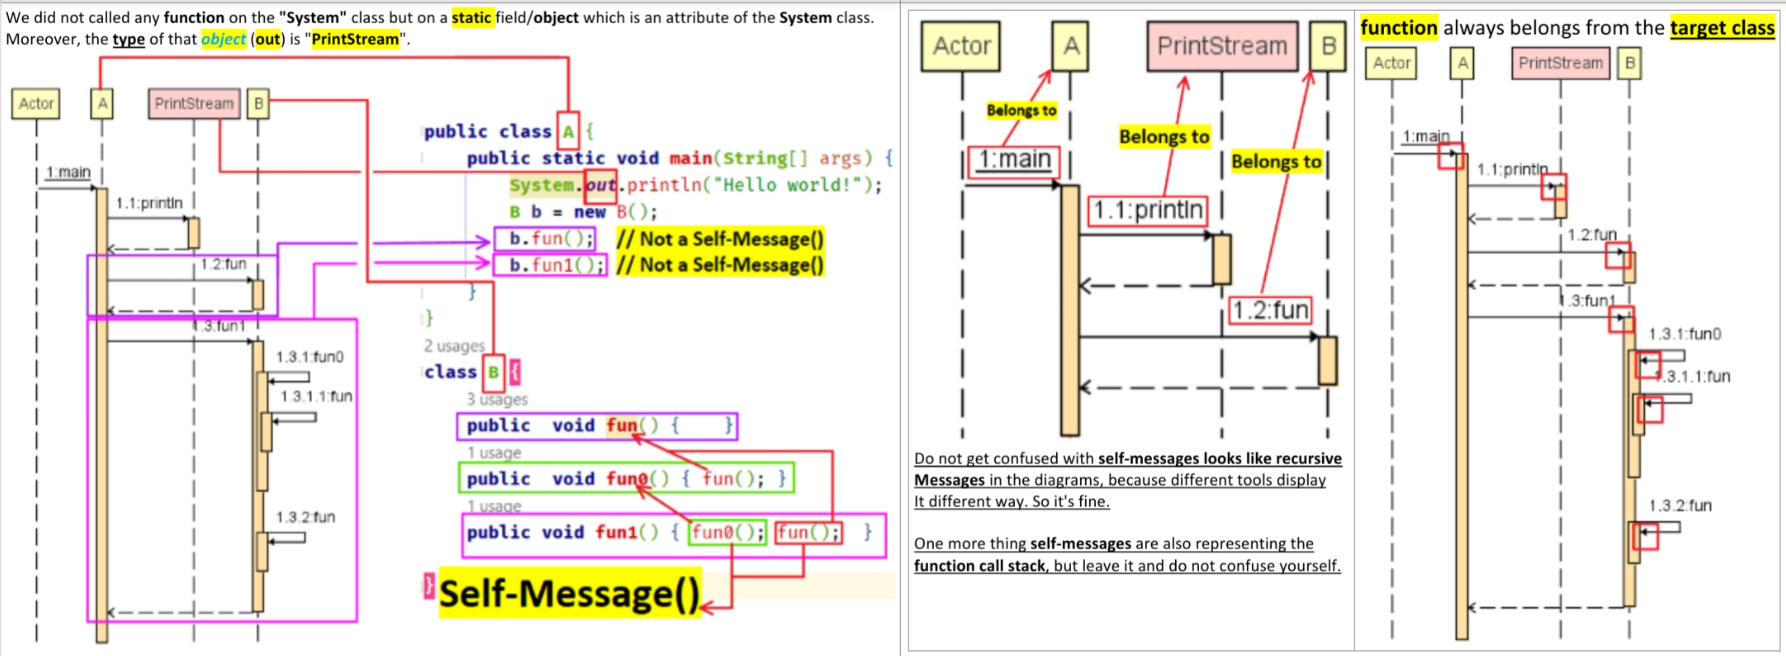 We did not called any function on the "System" class but on a static field/object which is an attribute of the System class.
Moreover, the type of that object (out) is "PrintStream".
Actor
A
PrintStream
B
1:main
1.1:println
1.2:fun
1.3:fun1
1.3.1:fun0
1.3.1.1:fun
1.3.2:fun
public class A {
public static void main(String[] args) {
System.out.println("Hello world!");
B b = new B();
b.fun(); // Not a Self-Message()
b.fun1(); // Not a Self-Message()
}
}
2 usages
class B {
3 usages
public void fun() { }
1 usage
public void fun0() { fun(); }
1 usage
public void fun1() { fun0(); fun(); }
}
Self-Message()
Actor
A
PrintStream
B
Belongs to
Belongs to
Belongs to
1:main
1.1:println
1.2:fun
Do not get confused with self-messages looks like recursive
Messages in the diagrams, because different tools display
It different way. So it's fine.
One more thing self-messages are also representing the
function call stack, but leave it and do not confuse yourself.
function always belongs from the target class
Actor
A
PrintStream
B
1:main
1.1:println
1.2:fun
1.3:fun1
1.3.1:fun0
1.3.1.1:fun
1.3.2:fun